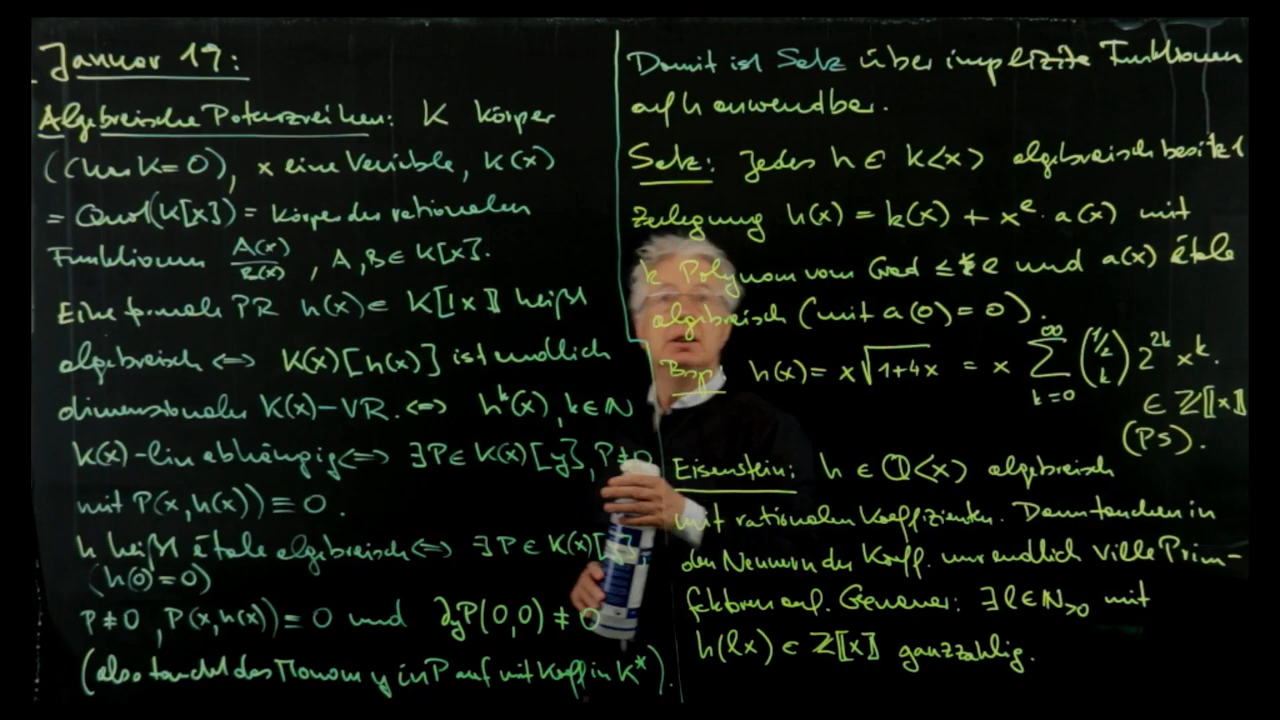 Januar 19:
Algebraische Potenzreihen: K Körper
(Char K=0), x eine Variable, K(x)
= Quot(K[x]) = Körper der rationalen
Funktionen A(x)/B(x), A, B ∈ K[x].
Eine formale PR h(x) ∈ K[[x]] heißt
algebraisch ⇔ K(x)[h(x)] ist endlich
dimensionaler K(x)-VR. ⇔ h^k(x), k ∈ N
K(x)-lin abhängig ⇔ ∃P ∈ K(x)[y], P≠0
mit P(x, h(x)) ≡ 0.
h heißt étale algebraisch ⇔ ∃P ∈ K(x)[y]
(h(0)=0)
P≠0, P(x,h(x)) = 0 und ∂yP(0,0) ≠ 0
(also taucht das Monom y in P auf mit Koeff in K*).
Damit ist Satz über implizite Funktionen
auf h anwendbar.
Satz: Jedes h ∈ K<x> algebraisch besitzt
Zerlegung h(x) = k(x) + x^e · a(x) mit
k Polynom vom Grad ≤ e und a(x) étale
algebraisch (mit a(0) = 0).
Bsp: h(x) = x√(1+4x) = x ∑_{k=0}^{∞} (1/2 k) 2^{2k} x^k.
∈ Z[[x]]
(PS).
Eisenstein: h ∈ Q<x> algebraisch
mit rationalen Koeffizienten. Dann tauchen in
den Nennern der Koeff. nur endlich viele Prim-
faktoren auf. Genauer: ∃ l ∈ N>0 mit
h(lx) ∈ Z[[x]] ganzzahlig.